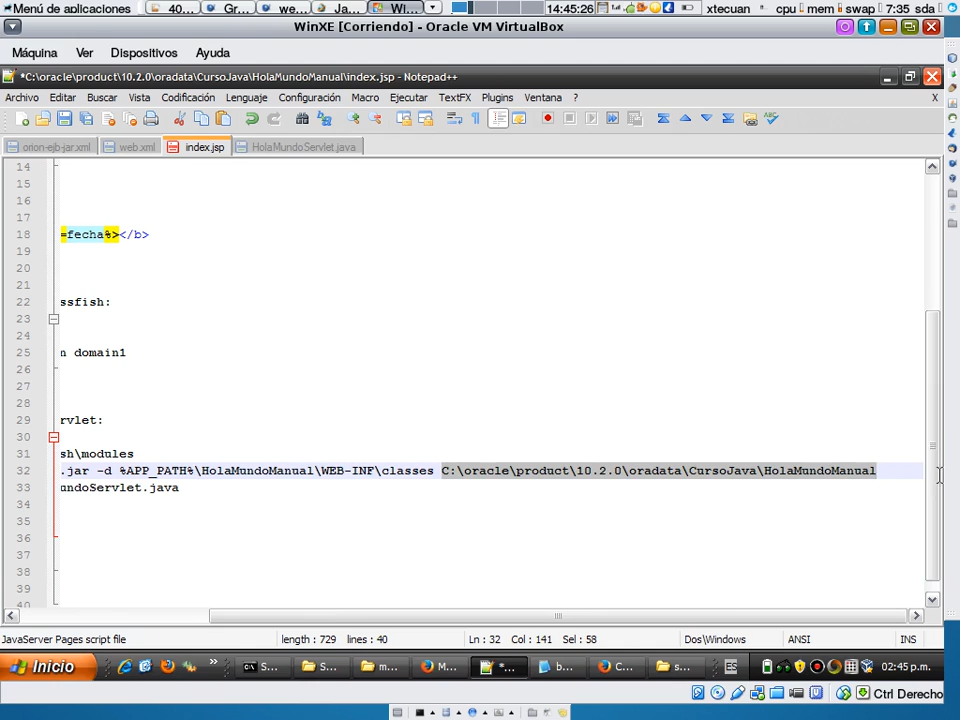 Menú de aplicaciones 40... Gr... we... Ja... Wi... 14:45:26 xtecuan cpu mem swap 7:35 sda
WinXE [Corriendo] - Oracle VM VirtualBox
Máquina Ver Dispositivos Ayuda
*C:\oracle\product\10.2.0\oradata\CursoJava\HolaMundoManual\index.jsp - Notepad++
Archivo Editar Buscar Vista Codificación Lenguaje Configuración Macro Ejecutar TextFX Plugins Ventana ? X
orion-ejb-jar.xml web.xml index.jsp HolaMundoServlet.java
14
15
16
17
18 =fecha%></b>
19
20
21
22 ssfish:
23
24
25 n domain1
26
27
28
29 rvlet:
30
31 sh\modules
32 .jar -d %APP_PATH%\HolaMundoManual\WEB-INF\classes C:\oracle\product\10.2.0\oradata\CursoJava\HolaMundoManual
33 undoServlet.java
34
35
36
37
38
39
40
JavaServer Pages script file length : 729 lines : 40 Ln : 32 Col : 141 Sel : 58 Dos\Windows ANSI INS
Inicio » S... S... m... M... *... b... C... s... ES 02:45 p.m.
Ctrl Derecho